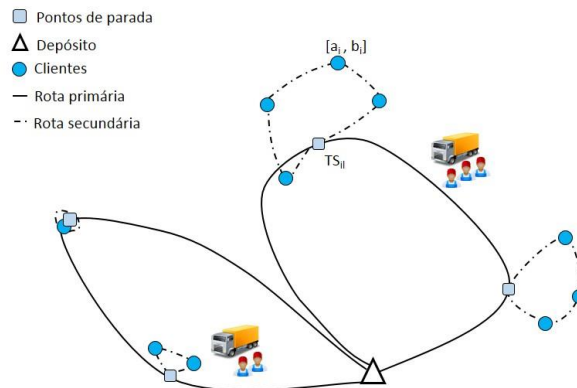 Pontos de parada
Depósito
Clientes
Rota primária
Rota secundária
[aᵢ , bᵢ]
TSᵢₗ